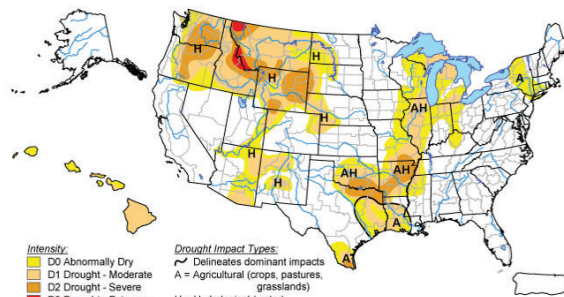 H
H
H
A
AH
H
H
H
AH
AH
A
A
Intensity:
D0 Abnormally Dry
D1 Drought - Moderate
D2 Drought - Severe
Drought Impact Types:
Delineates dominant impacts
A = Agricultural (crops, pastures,
grasslands)